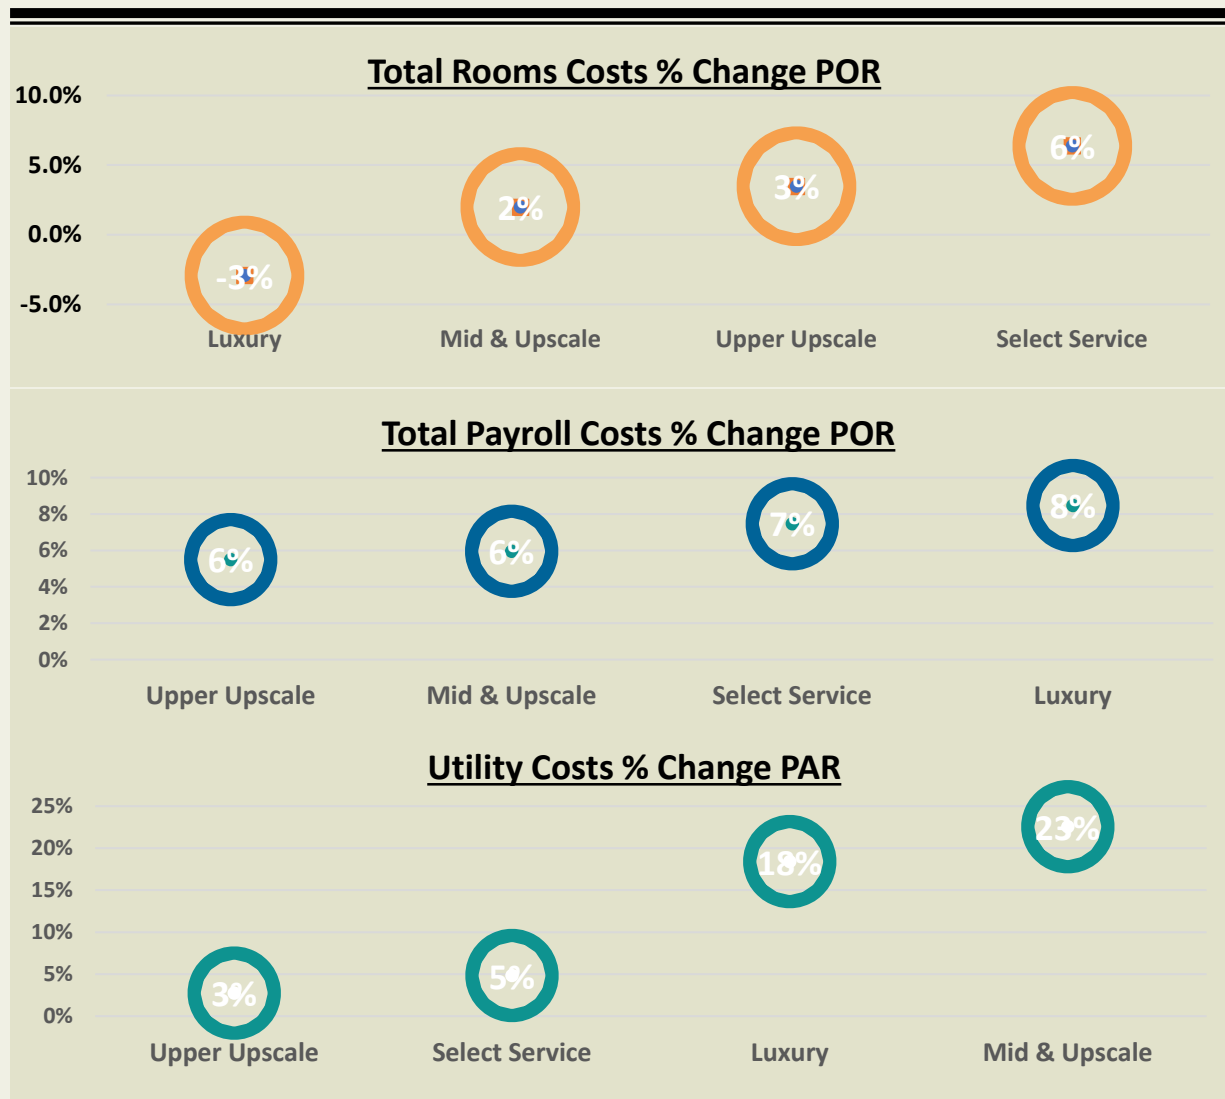 Total Rooms Costs % Change POR
10.0%
5.0%
0.0%
-5.0%
-3%
2%
3%
6%
Luxury
Mid & Upscale
Upper Upscale
Select Service
Total Payroll Costs % Change POR
10%
8%
6%
4%
2%
0%
6%
6%
7%
8%
Upper Upscale
Mid & Upscale
Select Service
Luxury
Utility Costs % Change PAR
25%
20%
15%
10%
5%
0%
3%
5%
18%
23%
Upper Upscale
Select Service
Luxury
Mid & Upscale